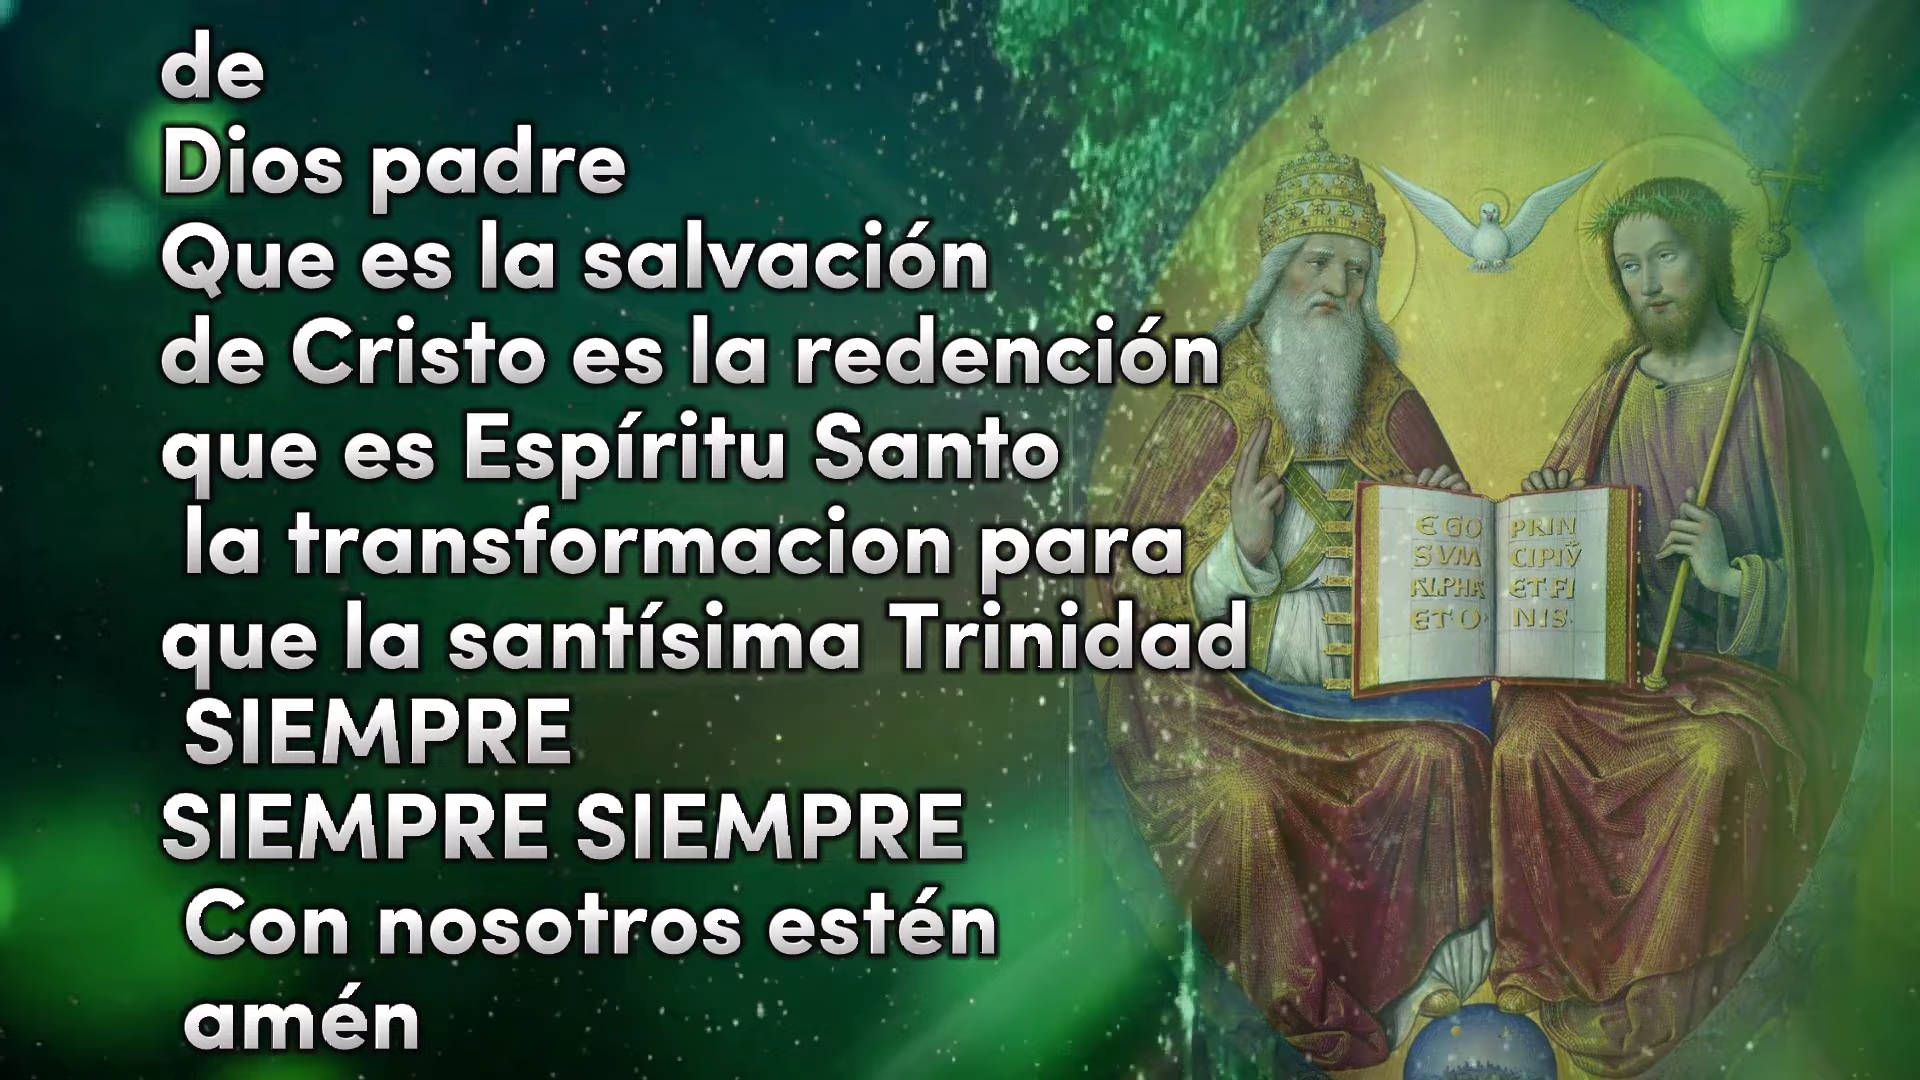 de
Dios padre
Que es la salvación
de Cristo es la redención
que es Espíritu Santo
la transformacion para
que la santísima Trinidad
SIEMPRE
SIEMPRE SIEMPRE
Con nosotros estén
amén
EGO
SVM
ALPHA
ET O·
PRIN
CIPIV̄
ET·FI
NIS·